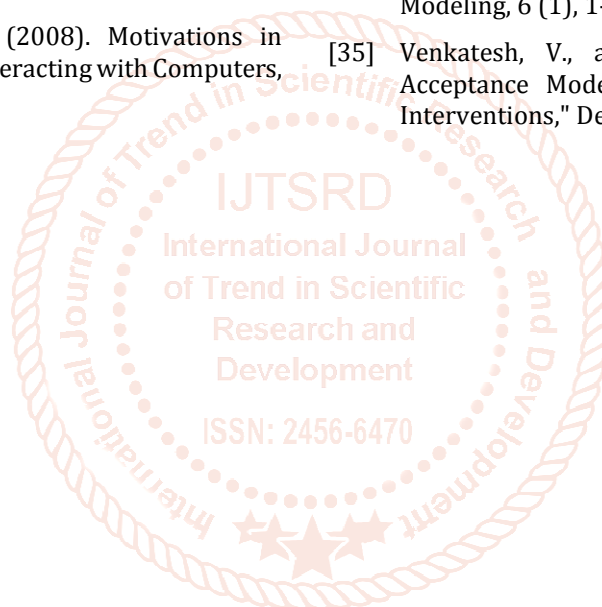 Modeling, 6 (1), 1-
(2008). Motivations in
eracting with Computers,
[35] Venkatesh, V., a
Acceptance Mode
Interventions," De
International Journal of Trend in Scientific Research and Development
IJTSRD
International Journal
of Trend in Scientific
Research and
Development
ISSN: 2456-6470